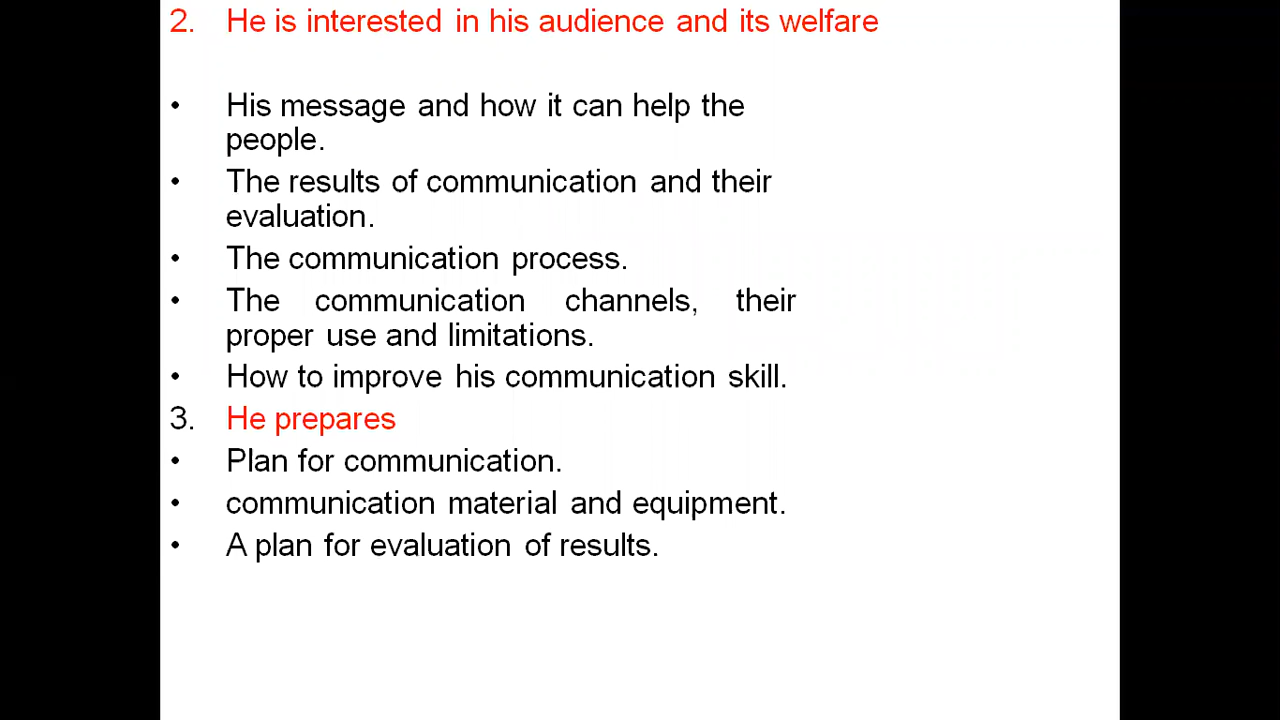 2. He is interested in his audience and its welfare
• His message and how it can help the
people.
• The results of communication and their
evaluation.
• The communication process.
• The communication channels, their
proper use and limitations.
• How to improve his communication skill.
3. He prepares
• Plan for communication.
• communication material and equipment.
• A plan for evaluation of results.